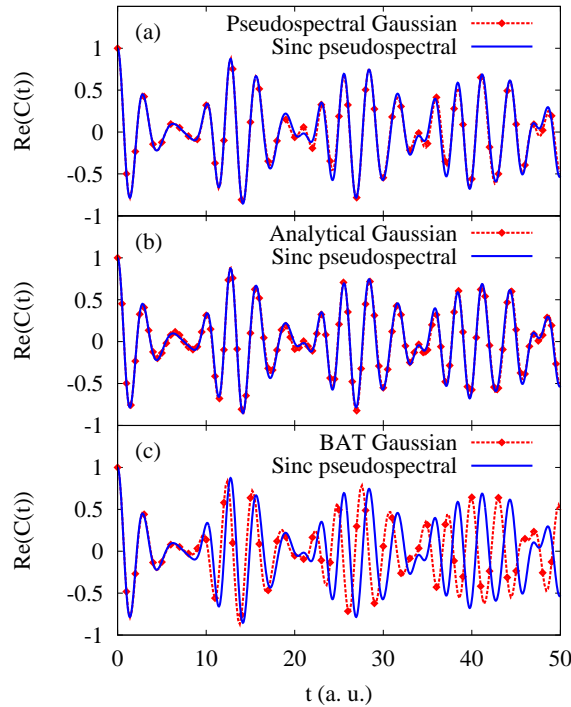 (a)
Pseudospectral Gaussian
Sinc pseudospectral
Re(C(t))
1
0.5
0
-0.5
-1
(b)
Analytical Gaussian
Sinc pseudospectral
Re(C(t))
1
0.5
0
-0.5
-1
(c)
BAT Gaussian
Sinc pseudospectral
Re(C(t))
1
0.5
0
-0.5
-1
0 10 20 30 40 50
t (a. u.)